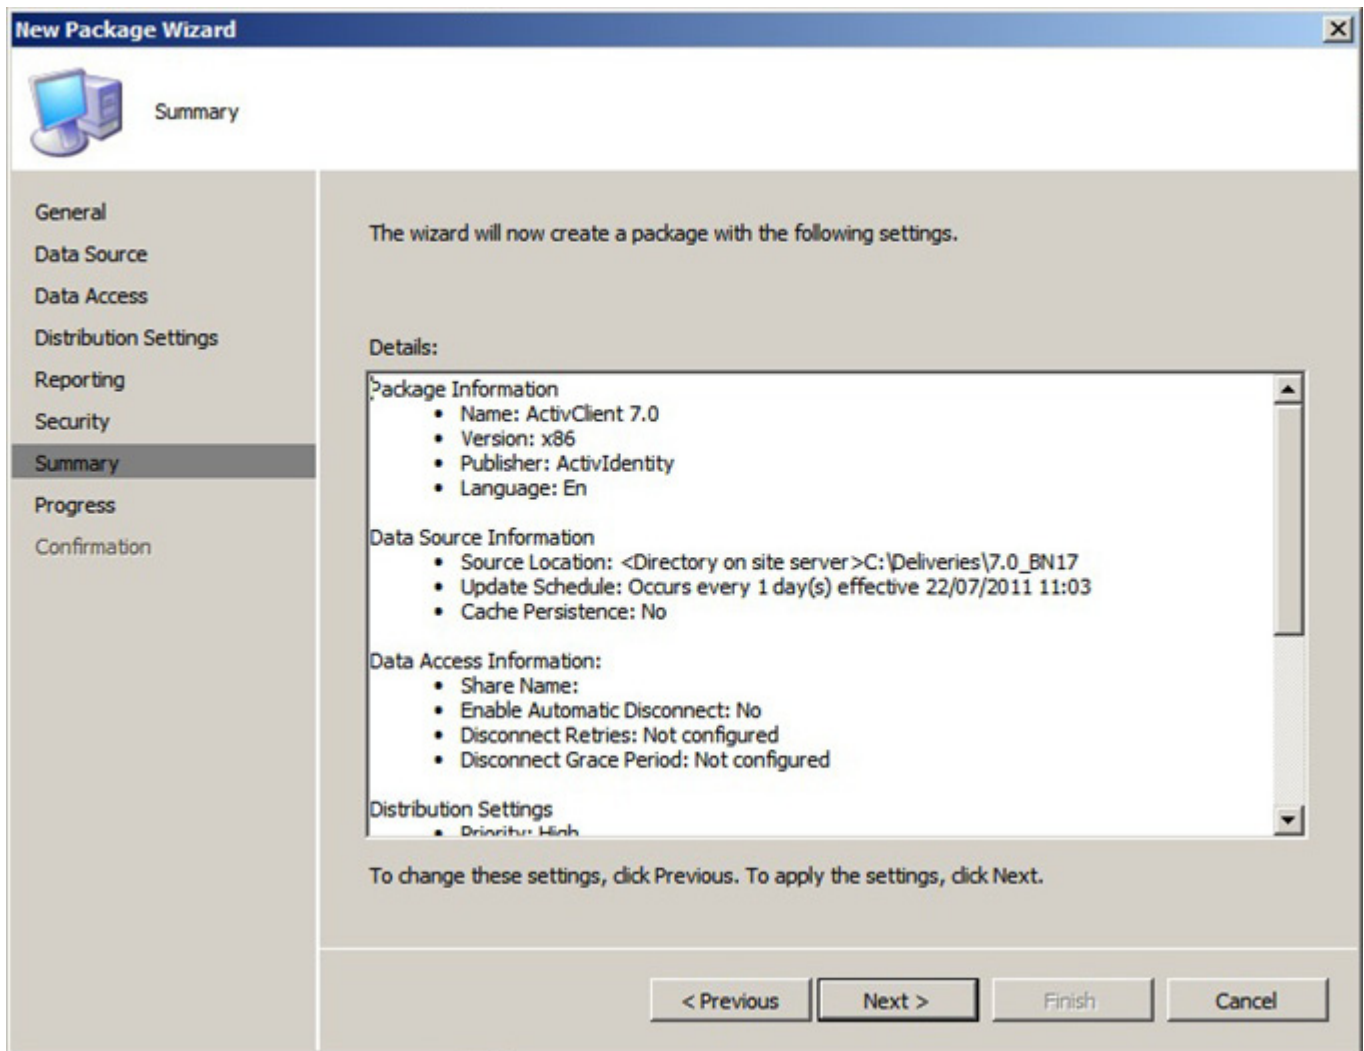 New Package Wizard
Summary
General
Data Source
Data Access
Distribution Settings
Reporting
Security
Summary
Progress
Confirmation
The wizard will now create a package with the following settings.
Details:
Package Information
• Name: ActivClient 7.0
• Version: x86
• Publisher: ActivIdentity
• Language: En
Data Source Information
• Source Location: <Directory on site server>C:\Deliveries\7.0_BN17
• Update Schedule: Occurs every 1 day(s) effective 22/07/2011 11:03
• Cache Persistence: No
Data Access Information:
• Share Name:
• Enable Automatic Disconnect: No
• Disconnect Retries: Not configured
• Disconnect Grace Period: Not configured
Distribution Settings
• Priority: High
To change these settings, click Previous. To apply the settings, click Next.
< Previous
Next >
Finish
Cancel